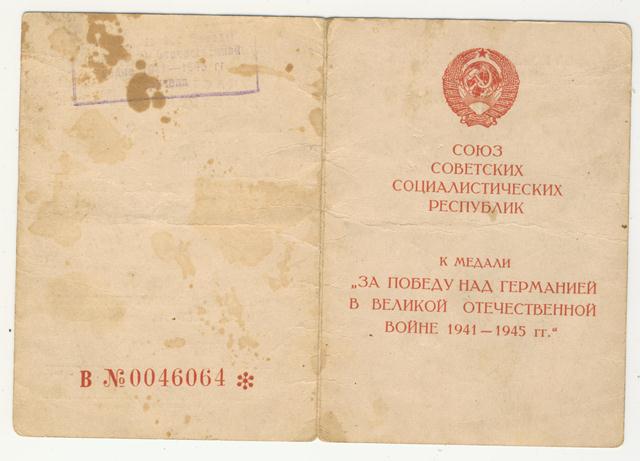 В №0046064 ✻
СОЮЗ
СОВЕТСКИХ
СОЦИАЛИСТИЧЕСКИХ
РЕСПУБЛИК
К МЕДАЛИ
„ЗА ПОБЕДУ НАД ГЕРМАНИЕЙ
В ВЕЛИКОЙ ОТЕЧЕСТВЕННОЙ
ВОЙНЕ 1941—1945 гг.“